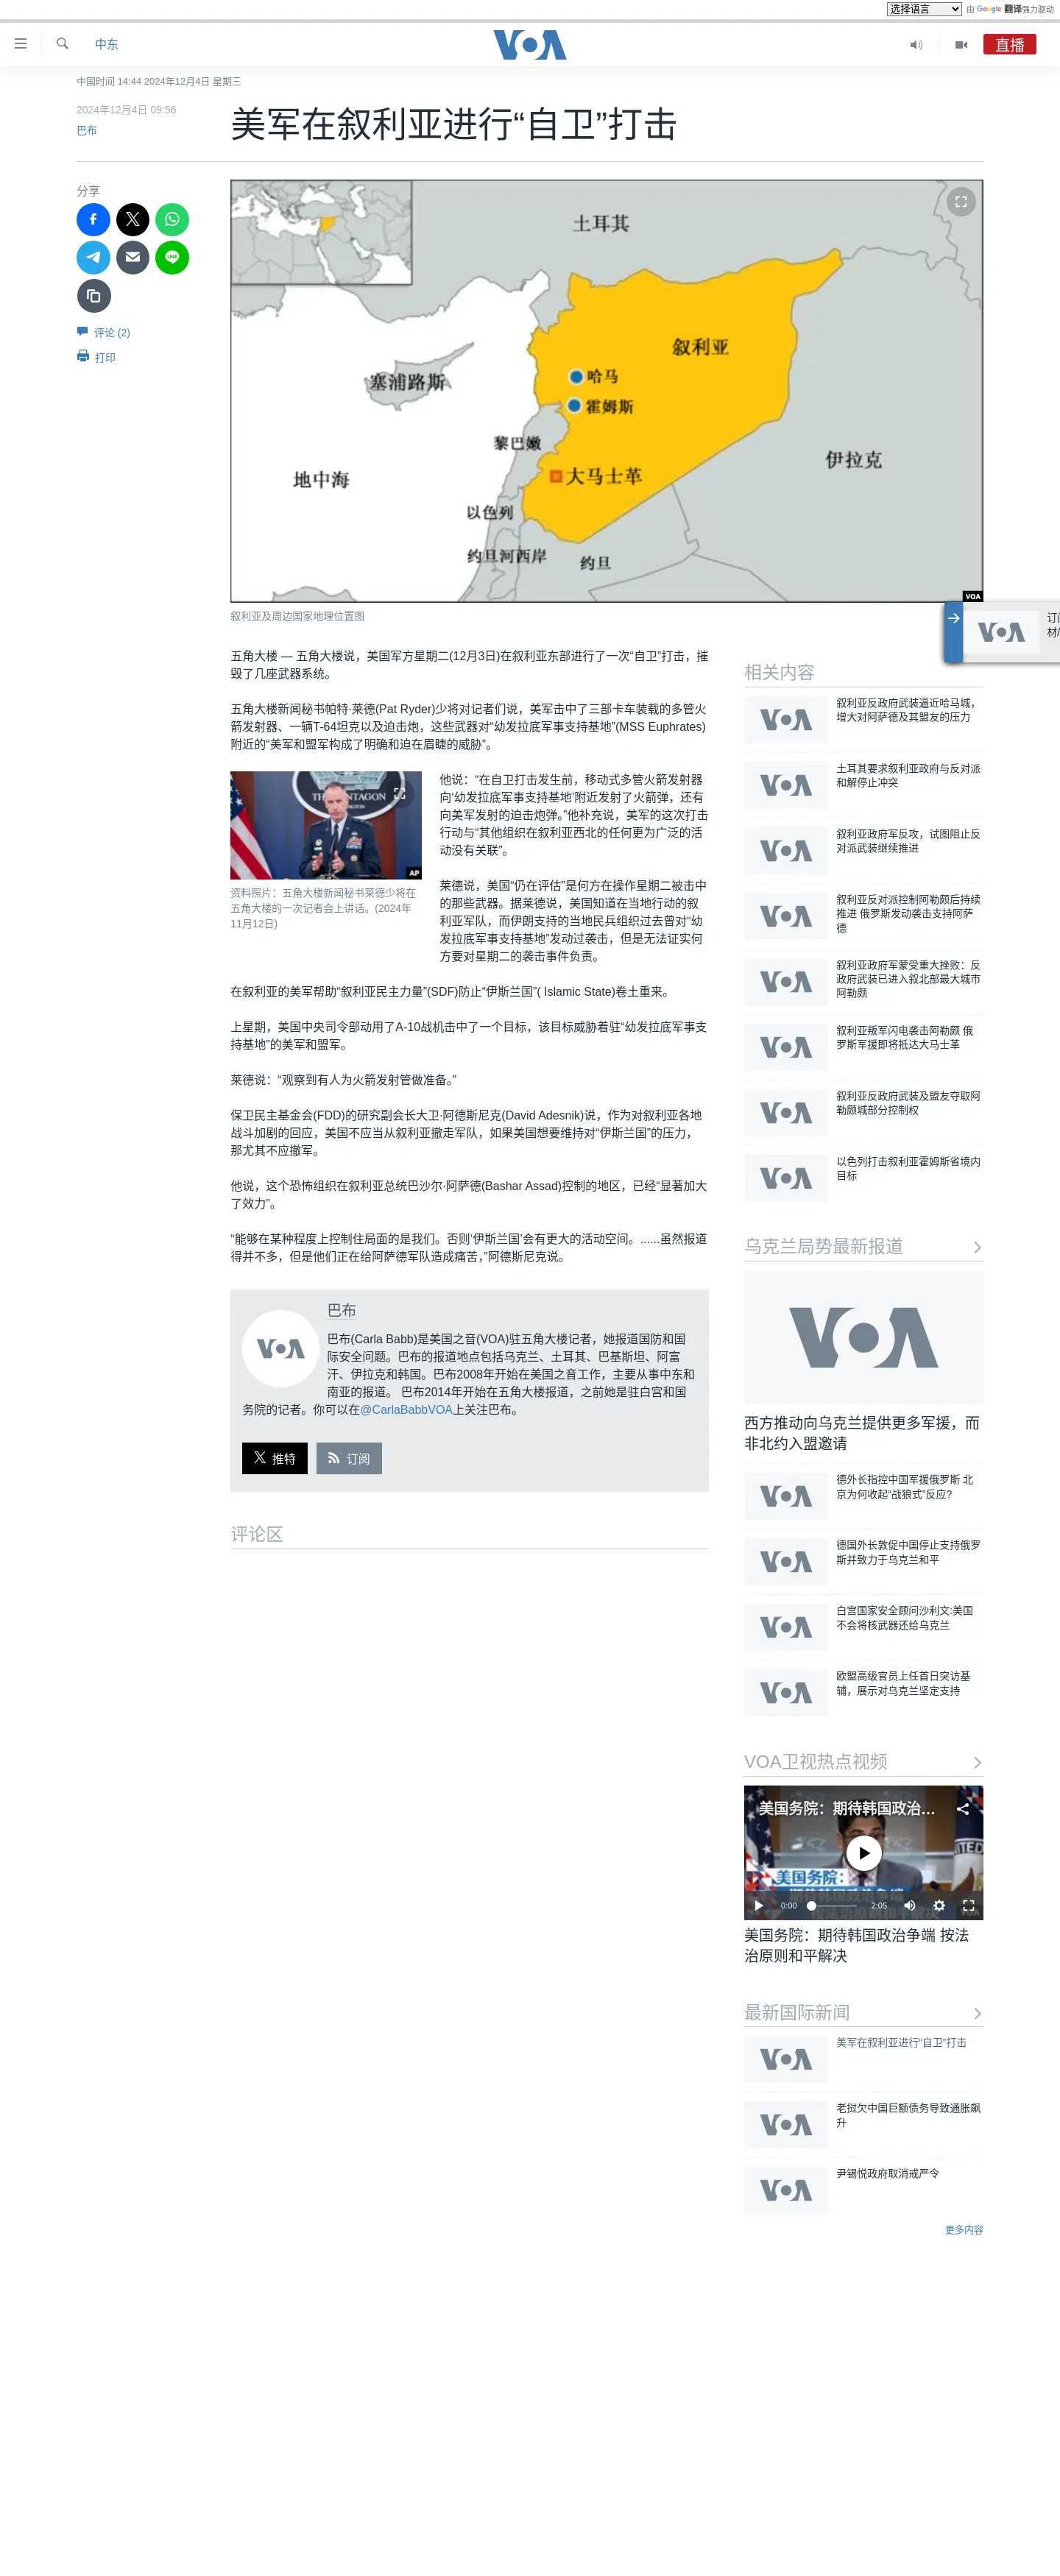 选择语言 由 Google 翻译强力驱动
中东
VOA
直播
中国时间 14:44 2024年12月4日 星期三
2024年12月4日 09:56
巴布
美军在叙利亚进行“自卫”打击
分享
评论 (2)
打印
土耳其
叙利亚
哈马
塞浦路斯
霍姆斯
黎巴嫩
伊拉克
地中海
大马士革
以色列
约旦河西岸
约旦
VOA
叙利亚及周边国家地理位置图
VOA
订
材/
五角大楼 — 五角大楼说，美国军方星期二(12月3日)在叙利亚东部进行了一次“自卫”打击，摧
毁了几座武器系统。
五角大楼新闻秘书帕特·莱德(Pat Ryder)少将对记者们说，美军击中了三部卡车装载的多管火
箭发射器、一辆T-64坦克以及迫击炮，这些武器对“幼发拉底军事支持基地”(MSS Euphrates)
附近的“美军和盟军构成了明确和迫在眉睫的威胁”。
THE PENTAGON
AP
资料照片：五角大楼新闻秘书莱德少将在
五角大楼的一次记者会上讲话。(2024年
11月12日)
他说：“在自卫打击发生前，移动式多管火箭发射器
向‘幼发拉底军事支持基地’附近发射了火箭弹，还有
向美军发射的迫击炮弹。”他补充说，美军的这次打击
行动与“其他组织在叙利亚西北的任何更为广泛的活
动没有关联”。
莱德说，美国“仍在评估”是何方在操作星期二被击中
的那些武器。据莱德说，美国知道在当地行动的叙
利亚军队，而伊朗支持的当地民兵组织过去曾对“幼
发拉底军事支持基地”发动过袭击，但是无法证实何
方要对星期二的袭击事件负责。
在叙利亚的美军帮助“叙利亚民主力量”(SDF)防止“伊斯兰国”( Islamic State)卷土重来。
上星期，美国中央司令部动用了A-10战机击中了一个目标，该目标威胁着驻“幼发拉底军事支
持基地”的美军和盟军。
莱德说：“观察到有人为火箭发射管做准备。”
保卫民主基金会(FDD)的研究副会长大卫·阿德斯尼克(David Adesnik)说，作为对叙利亚各地
战斗加剧的回应，美国不应当从叙利亚撤走军队，如果美国想要维持对“伊斯兰国”的压力，
那尤其不应撤军。
他说，这个恐怖组织在叙利亚总统巴沙尔·阿萨德(Bashar Assad)控制的地区，已经“显著加大
了效力”。
“能够在某种程度上控制住局面的是我们。否则‘伊斯兰国’会有更大的活动空间。......虽然报道
得并不多，但是他们正在给阿萨德军队造成痛苦，”阿德斯尼克说。
VOA
巴布
巴布(Carla Babb)是美国之音(VOA)驻五角大楼记者，她报道国防和国
际安全问题。巴布的报道地点包括乌克兰、土耳其、巴基斯坦、阿富
汗、伊拉克和韩国。巴布2008年开始在美国之音工作，主要从事中东和
南亚的报道。 巴布2014年开始在五角大楼报道，之前她是驻白宫和国
务院的记者。你可以在@CarlaBabbVOA上关注巴布。
推特
订阅
评论区
相关内容
VOA
叙利亚反政府武装逼近哈马城，
增大对阿萨德及其盟友的压力
VOA
土耳其要求叙利亚政府与反对派
和解停止冲突
VOA
叙利亚政府军反攻，试图阻止反
对派武装继续推进
VOA
叙利亚反对派控制阿勒颇后持续
推进 俄罗斯发动袭击支持阿萨
德
VOA
叙利亚政府军蒙受重大挫败：反
政府武装已进入叙北部最大城市
阿勒颇
VOA
叙利亚叛军闪电袭击阿勒颇 俄
罗斯军援即将抵达大马士革
VOA
叙利亚反政府武装及盟友夺取阿
勒颇城部分控制权
VOA
以色列打击叙利亚霍姆斯省境内
目标
乌克兰局势最新报道
VOA
西方推动向乌克兰提供更多军援，而
非北约入盟邀请
VOA
德外长指控中国军援俄罗斯 北
京为何收起“战狼式”反应?
VOA
德国外长敦促中国停止支持俄罗
斯并致力于乌克兰和平
VOA
白宫国家安全顾问沙利文:美国
不会将核武器还给乌克兰
VOA
欧盟高级官员上任首日突访基
辅，展示对乌克兰坚定支持
VOA卫视热点视频
美国务院：期待韩国政治...
美国务院：
0:00
2:05
美国务院：期待韩国政治争端 按法
治原则和平解决
最新国际新闻
VOA
美军在叙利亚进行“自卫”打击
VOA
老挝欠中国巨额债务导致通胀飙
升
VOA
尹锡悦政府取消戒严令
更多内容